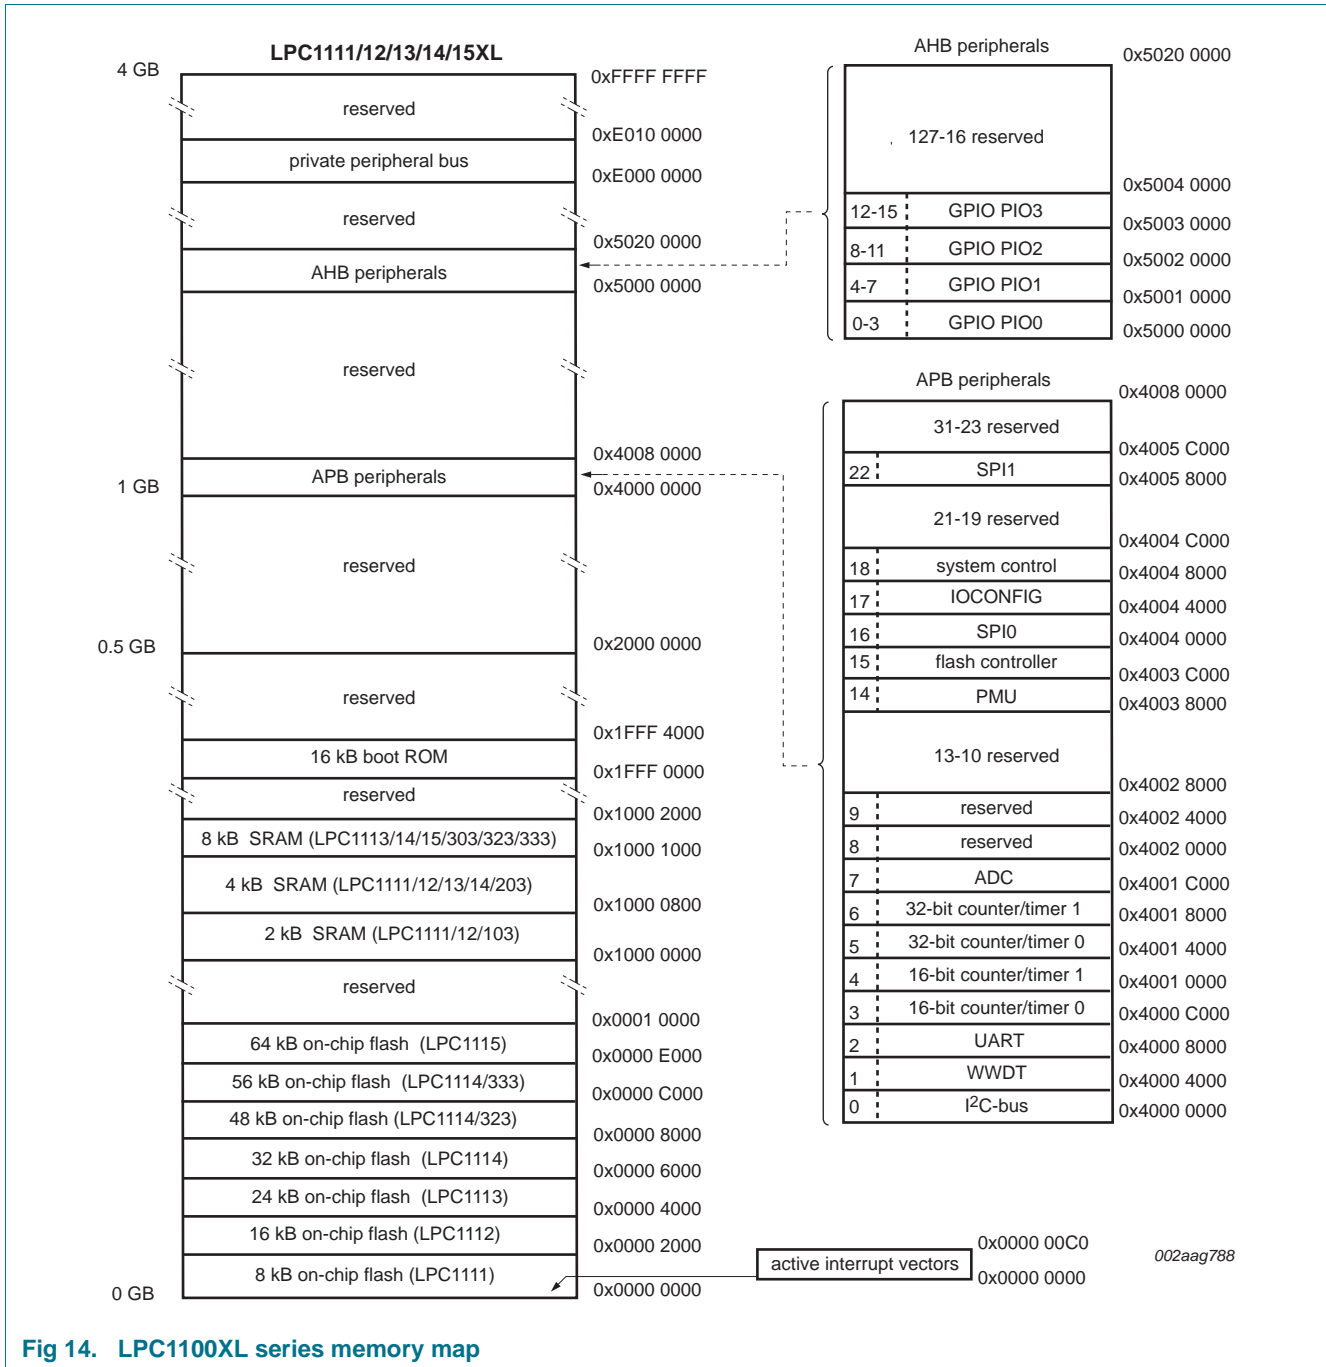 LPC1111/12/13/14/15XL
4 GB
0xFFFF FFFF
reserved
0xE010 0000
private peripheral bus
0xE000 0000
reserved
0x5020 0000
AHB peripherals
0x5000 0000
reserved
0x4008 0000
APB peripherals
1 GB
0x4000 0000
reserved
0.5 GB
0x2000 0000
reserved
0x1FFF 4000
16 kB boot ROM
0x1FFF 0000
reserved
0x1000 2000
8 kB SRAM (LPC1113/14/15/303/323/333)
0x1000 1000
4 kB SRAM (LPC1111/12/13/14/203)
0x1000 0800
2 kB SRAM (LPC1111/12/103)
0x1000 0000
reserved
0x0001 0000
64 kB on-chip flash (LPC1115)
0x0000 E000
56 kB on-chip flash (LPC1114/333)
0x0000 C000
48 kB on-chip flash (LPC1114/323)
0x0000 8000
32 kB on-chip flash (LPC1114)
0x0000 6000
24 kB on-chip flash (LPC1113)
0x0000 4000
16 kB on-chip flash (LPC1112)
0x0000 2000
8 kB on-chip flash (LPC1111)
0 GB
0x0000 0000
AHB peripherals
0x5020 0000
127-16 reserved
0x5004 0000
12-15 GPIO PIO3
0x5003 0000
8-11 GPIO PIO2
0x5002 0000
4-7 GPIO PIO1
0x5001 0000
0-3 GPIO PIO0
0x5000 0000
APB peripherals
0x4008 0000
31-23 reserved
0x4005 C000
22 SPI1
0x4005 8000
21-19 reserved
0x4004 C000
18 system control
0x4004 8000
17 IOCONFIG
0x4004 4000
16 SPI0
0x4004 0000
15 flash controller
0x4003 C000
14 PMU
0x4003 8000
13-10 reserved
0x4002 8000
9 reserved
0x4002 4000
8 reserved
0x4002 0000
7 ADC
0x4001 C000
6 32-bit counter/timer 1
0x4001 8000
5 32-bit counter/timer 0
0x4001 4000
4 16-bit counter/timer 1
0x4001 0000
3 16-bit counter/timer 0
0x4000 C000
2 UART
0x4000 8000
1 WWDT
0x4000 4000
0 I2C-bus
0x4000 0000
0x0000 00C0
active interrupt vectors
0x0000 0000
002aag788
Fig 14. LPC1100XL series memory map